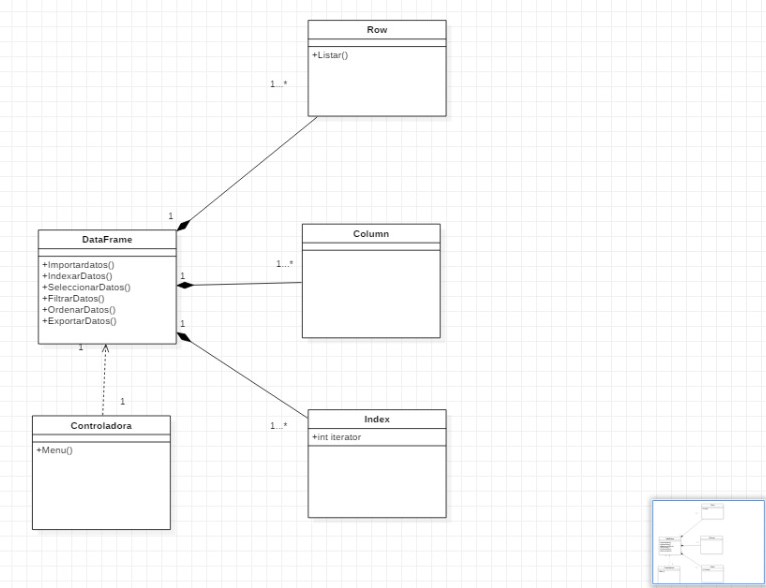 Row
+Listar()
1...*
1
DataFrame
+Importardatos()
+IndexarDatos()
+SeleccionarDatos()
+FiltrarDatos()
+OrdenarDatos()
+ExportarDatos()
Column
1...*
1
1
1
1
Controladora
+Menu()
Index
+int iterator
1...*